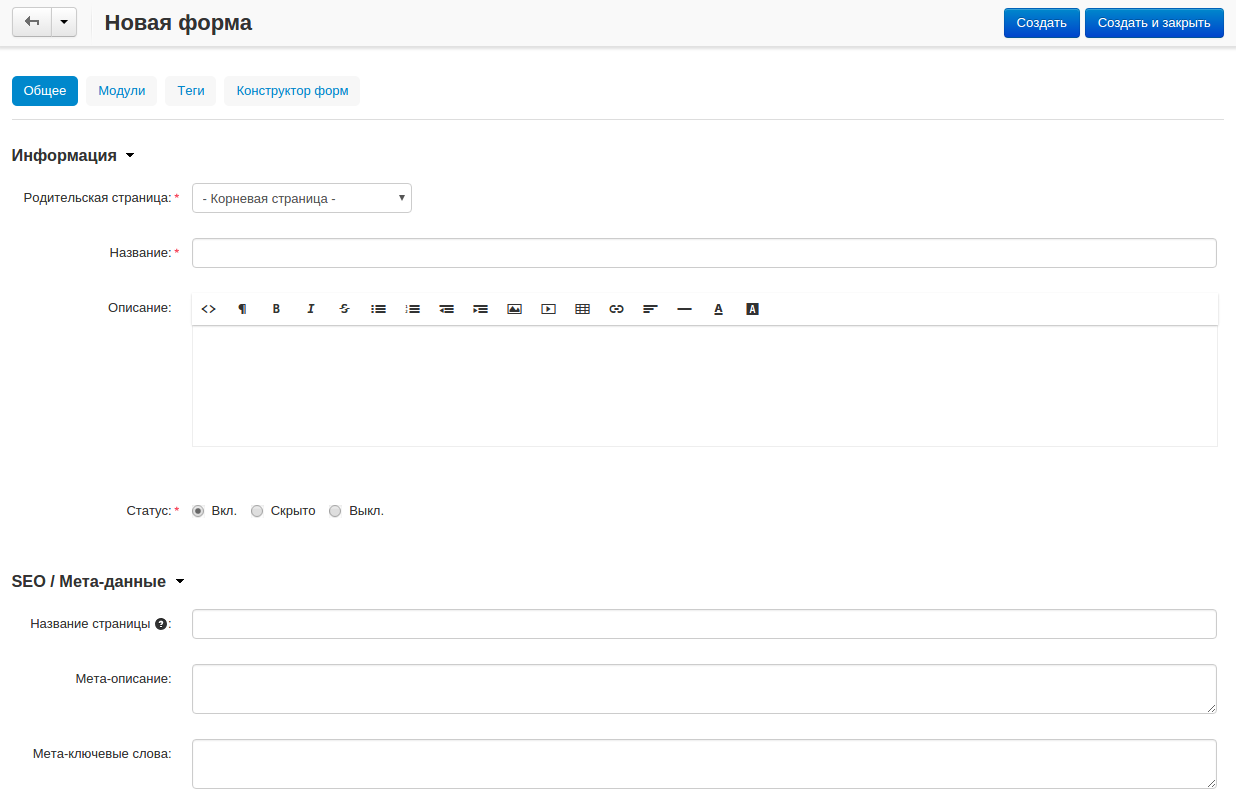 Новая форма
Создать
Создать и закрыть
Общее
Модули
Теги
Конструктор форм
Информация
Родительская страница:* - Корневая страница -
Название:*
Описание:
Статус:* Вкл. Скрыто Выкл.
SEO / Мета-данные
Название страницы ?:
Мета-описание:
Мета-ключевые слова: